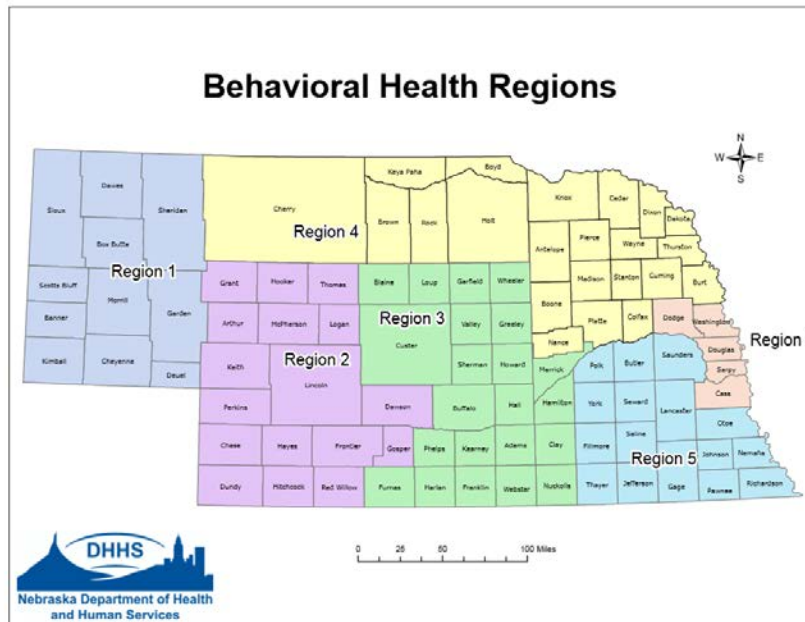 Behavioral Health Regions
N
W E
S
Keya Paha
Boyd
Dawes
Knox
Cedar
Sioux
Sheridan
Cherry
Dixon
Dakota
Brown
Rock
Holt
Pierce
Wayne
Thurston
Box Butte
Region 4
Antelope
Region 1
Madison
Stanton
Cuming
Burt
Scotts Bluff
Grant
Hooker
Thomas
Blaine
Loup
Garfield
Wheeler
Morrill
Garden
Boone
Banner
Arthur
McPherson
Logan
Region 3
Valley
Greeley
Platte
Colfax
Dodge
Washington
Nance
Region
Kimball
Cheyenne
Deuel
Keith
Region 2
Custer
Sherman
Howard
Merrick
Polk
Butler
Saunders
Douglas
Sarpy
Lincoln
Cass
Perkins
Dawson
Buffalo
Hall
Hamilton
York
Seward
Lancaster
Otoe
Chase
Hayes
Frontier
Gosper
Phelps
Kearney
Adams
Clay
Fillmore
Saline
Johnson
Nemaha
Region 5
Dundy
Hitchcock
Red Willow
Furnas
Harlan
Franklin
Webster
Nuckolls
Thayer
Jefferson
Gage
Pawnee
Richardson
DHHS
0 25 50 100 Miles
Nebraska Department of Health
and Human Services